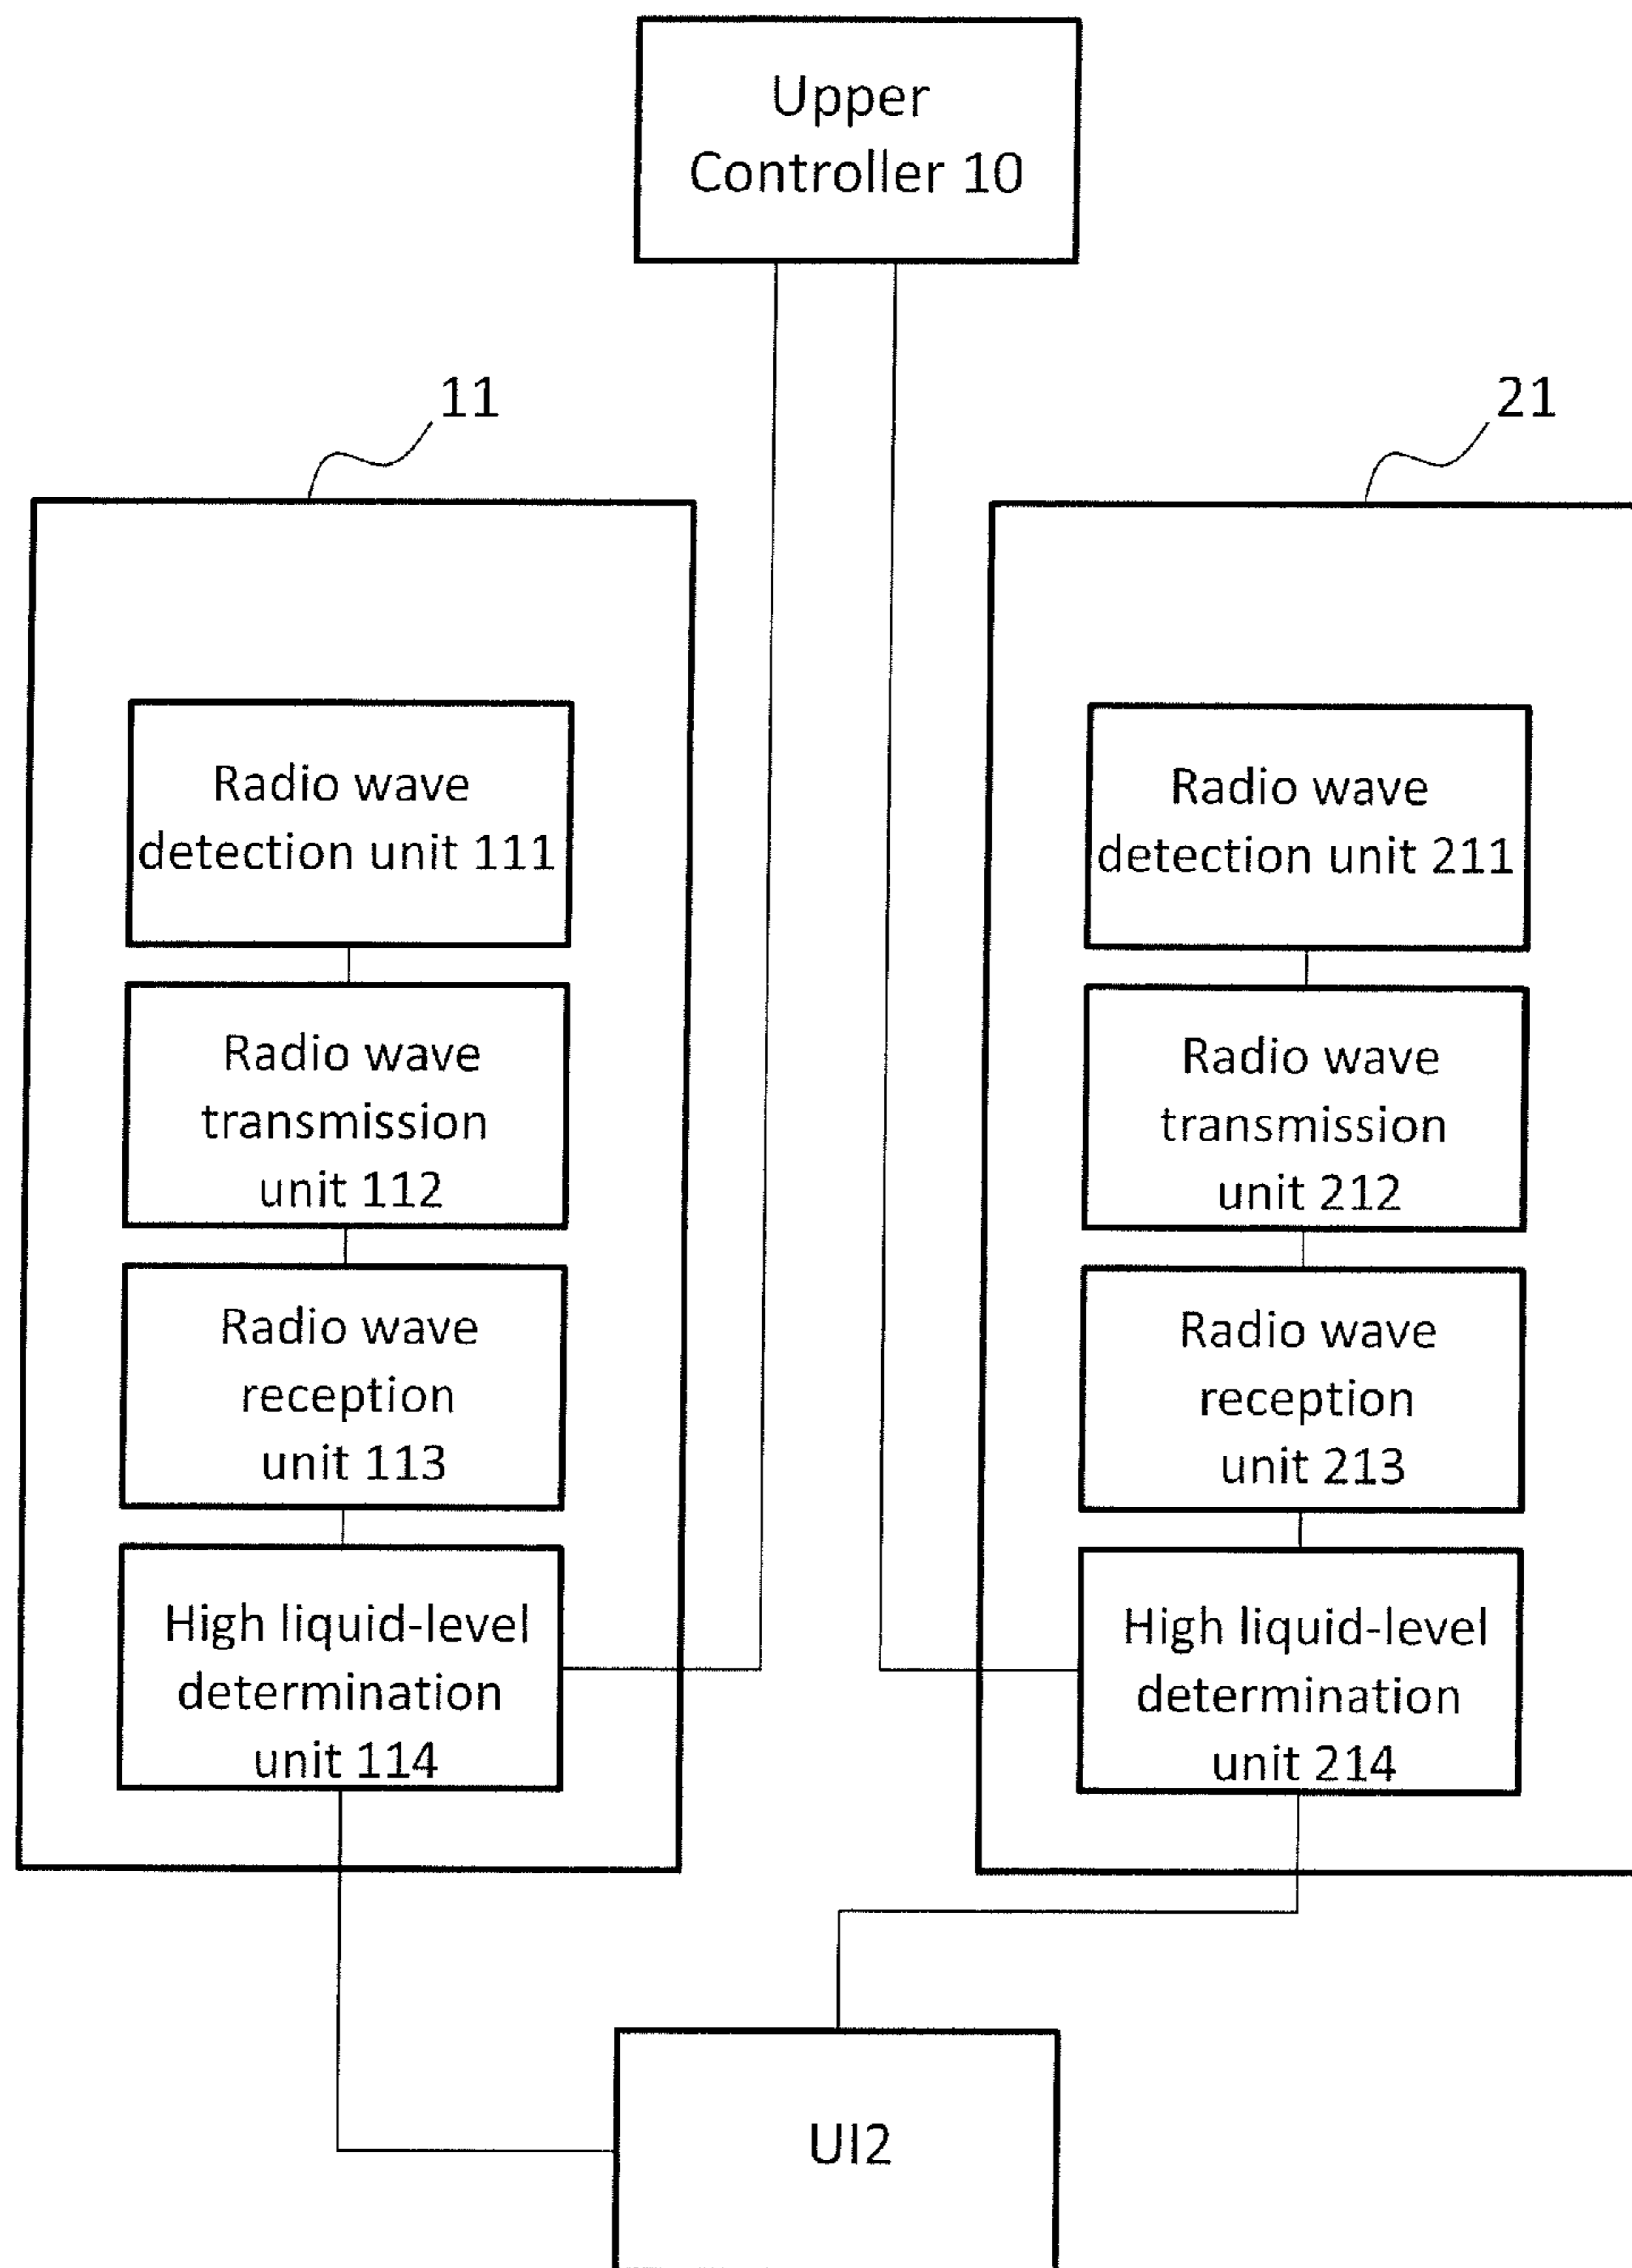 Upper
Controller 10
11
21
Radio wave
detection unit 111
Radio wave
transmission
unit 112
Radio wave
reception
unit 113
High liquid-level
determination
unit 114
Radio wave
detection unit 211
Radio wave
transmission
unit 212
Radio wave
reception
unit 213
High liquid-level
determination
unit 214
UI2